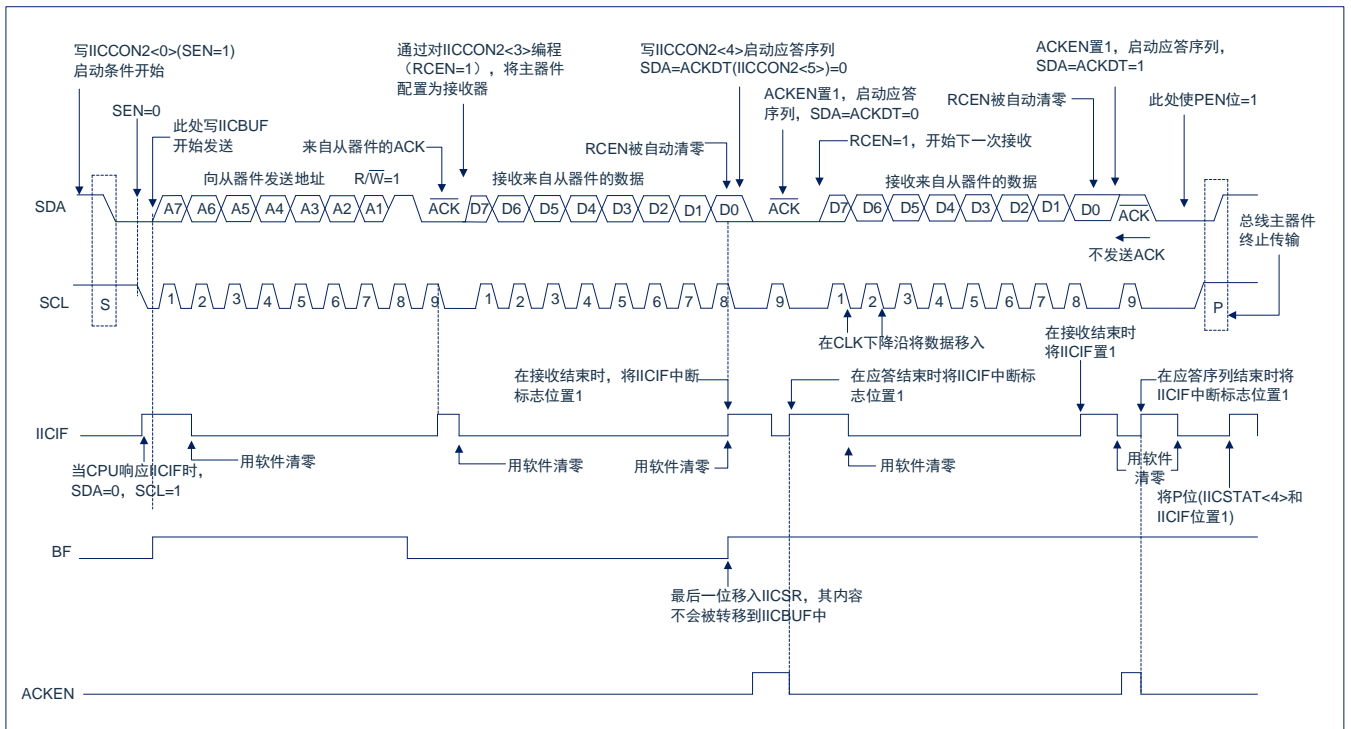 写IICCON2<0>(SEN=1)
启动条件开始
SEN=0
此处写IICBUF
开始发送
通过对IICCON2<3>编程
（RCEN=1），将主器件
配置为接收器
来自从器件的ACK
写IICCON2<4>启动应答序列
SDA=ACKDT(IICCON2<5>)=0
ACKEN置1，启动应答
序列，SDA=ACKDT=0
RCEN被自动清零
RCEN=1，开始下一次接收
ACKEN置1，启动应答序列，
SDA=ACKDT=1
RCEN被自动清零
此处使PEN位=1
向从器件发送地址
R/W=1
接收来自从器件的数据
接收来自从器件的数据
SDA
A7 A6 A5 A4 A3 A2 A1 ACK D7 D6 D5 D4 D3 D2 D1 D0 ACK D7 D6 D5 D4 D3 D2 D1 D0 ACK
不发送ACK
总线主器件
终止传输
SCL
S 1 2 3 4 5 6 7 8 9 1 2 3 4 5 6 7 8 9 1 2 3 4 5 6 7 8 9 P
在CLK下降沿将数据移入
在接收结束时，将IICIF中断
标志位置1
在应答结束时将IICIF中断标
志位置1
在接收结束时
将IICIF置1
在应答序列结束时将
IICIF中断标志位置1
IICIF
当CPU响应IICIF时，
SDA=0，SCL=1
用软件清零
用软件清零
用软件清零
用软件清零
用软件
清零
将P位(IICSTAT<4>和
IICIF位置1)
BF
最后一位移入IICSR，其内容
不会被转移到IICBUF中
ACKEN